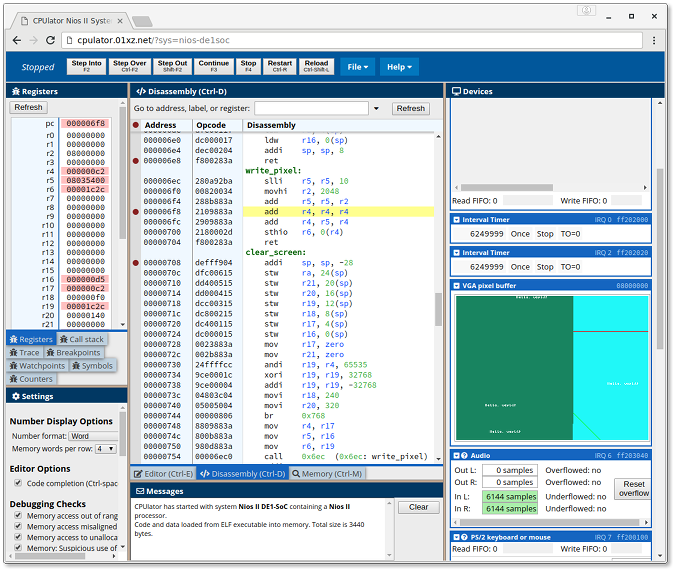 CPUlator Nios II System
cpulator.01xz.net/?sys=nios-de1soc
Stopped
Step Into
F2
Step Over
Ctrl-F2
Step Out
Shift-F2
Continue
F3
Stop
F4
Restart
Ctrl-R
Reload
Ctrl-Shift-L
File
Help
Registers
Refresh
pc 000006f8
r0 00000000
r1 00000000
r2 08000000
r3 00000000
r4 000000c2
r5 08035400
r6 00001c2c
r7 00000000
r8 00000000
r9 00000000
r10 00000000
r11 00000000
r12 00000000
r13 00000000
r14 00000000
r15 00000000
r16 000000d5
r17 000000c2
r18 000000f0
r19 00001c2c
r20 00000140
r21 00000000
Registers
Call stack
Trace
Breakpoints
Watchpoints
Symbols
Counters
Settings
Number Display Options
Number format: Word
Memory words per row: 4
Editor Options
Code completion (Ctrl-spac
Debugging Checks
Memory access out of rang
Memory access misaligned
Memory access to unalloca
Memory: Suspicious use of
Disassembly (Ctrl-D)
Go to address, label, or register:
Refresh
Address Opcode Disassembly
000006e0 dc000017 ldw r16, 0(sp)
000006e4 dec00204 addi sp, sp, 8
000006e8 f800283a ret
write_pixel:
000006ec 280a92ba slli r5, r5, 10
000006f0 00820034 movhi r2, 2048
000006f4 288b883a add r5, r5, r2
000006f8 2109883a add r4, r4, r4
000006fc 2909883a add r4, r5, r4
00000700 2180002d sthio r6, 0(r4)
00000704 f800283a ret
clear_screen:
00000708 defff904 addi sp, sp, -28
0000070c dfc00615 stw ra, 24(sp)
00000710 dd400515 stw r21, 20(sp)
00000714 dd000415 stw r20, 16(sp)
00000718 dcc00315 stw r19, 12(sp)
0000071c dc800215 stw r18, 8(sp)
00000720 dc400115 stw r17, 4(sp)
00000724 dc000015 stw r16, 0(sp)
00000728 0023883a mov r17, zero
0000072c 002b883a mov r21, zero
00000730 24ffffcc andi r19, r4, 65535
00000734 9ce0001c xori r19, r19, 32768
00000738 9ce00004 addi r19, r19, -32768
0000073c 04803c04 movi r18, 240
00000740 05005004 movi r20, 320
00000744 00000806 br 0x768
00000748 8809883a mov r4, r17
0000074c 800b883a mov r5, r16
00000750 980d883a mov r6, r19
00000754 00006ec0 call 0x6ec (0x6ec: write_pixel)
Editor (Ctrl-E)
Disassembly (Ctrl-D)
Memory (Ctrl-M)
Messages
CPUlator has started with system Nios II DE1-SoC containing a Nios II
processor.
Code and data loaded from ELF executable into memory. Total size is 3440
bytes.
Clear
Devices
Read FIFO: 0 Write FIFO: 0
Interval Timer IRQ 0 ff202000
6249999 Once Stop TO=0
Interval Timer IRQ 2 ff202020
6249999 Once Stop TO=0
VGA pixel buffer 08000000
Hello, world?
Hello, world?
Hello, world?
Hello, world?
Audio IRQ 6 ff203040
Out L: 0 samples Overflowed: no
Out R: 0 samples Overflowed: no
In L: 6144 samples Underflowed: no
In R: 6144 samples Underflowed: no
Reset
overflow
PS/2 keyboard or mouse IRQ 7 ff200100
Read FIFO: 0 Write FIFO: 0